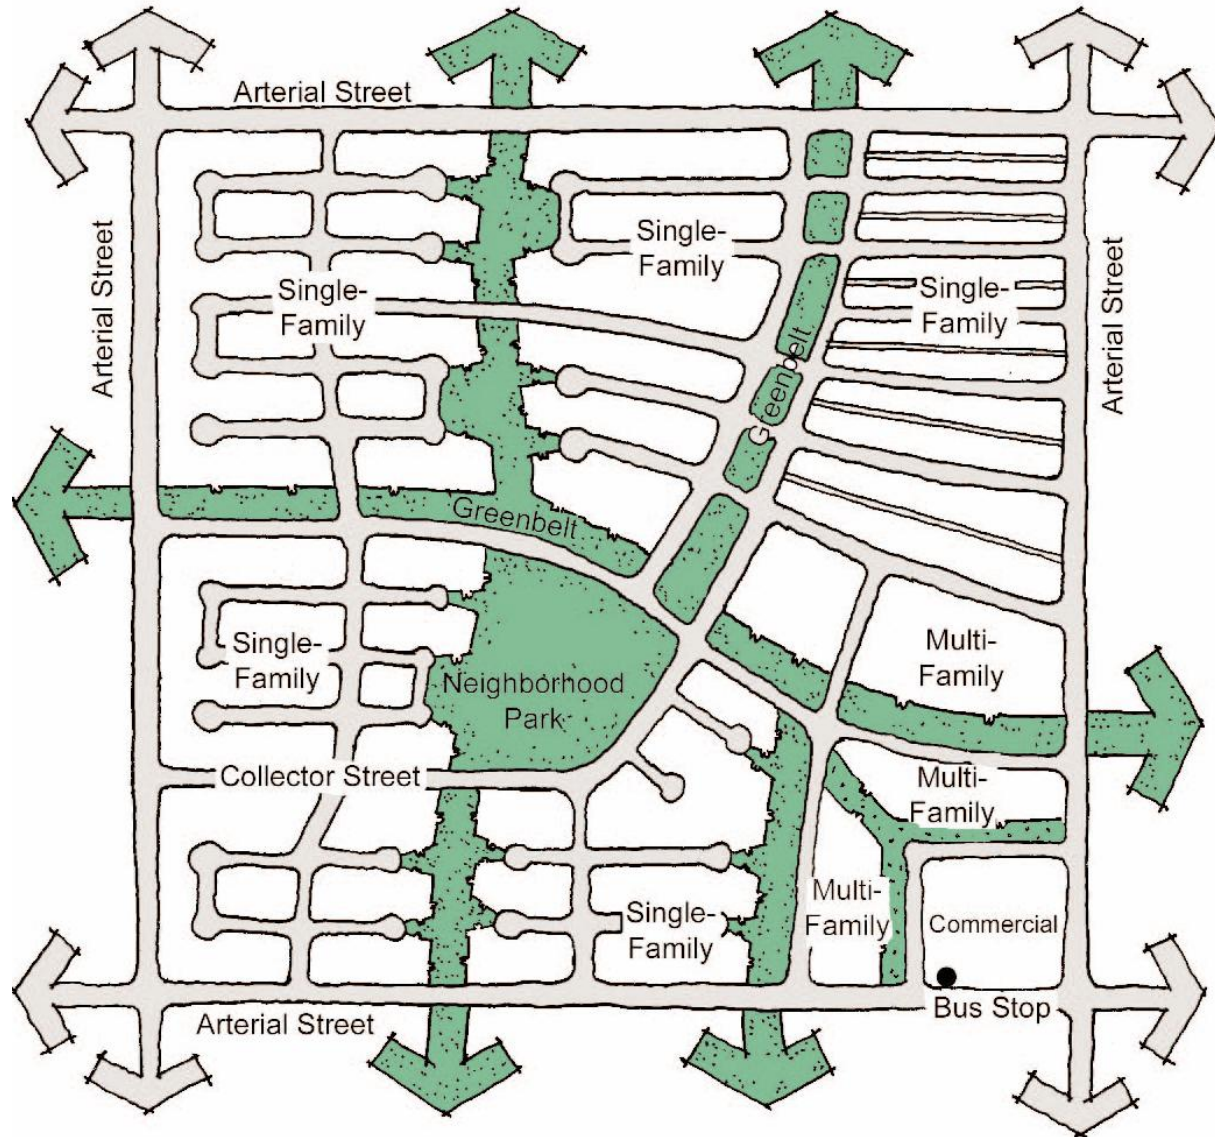 Arterial Street
Arterial Street
Arterial Street
Single-
Family
Single-
Family
Single-
Family
Greenbelt
Greenbelt
Single-
Family
Neighborhood
Park
Multi-
Family
Collector Street
Multi-
Family
Single-
Family
Multi-
Family
Commercial
Bus Stop
Arterial Street